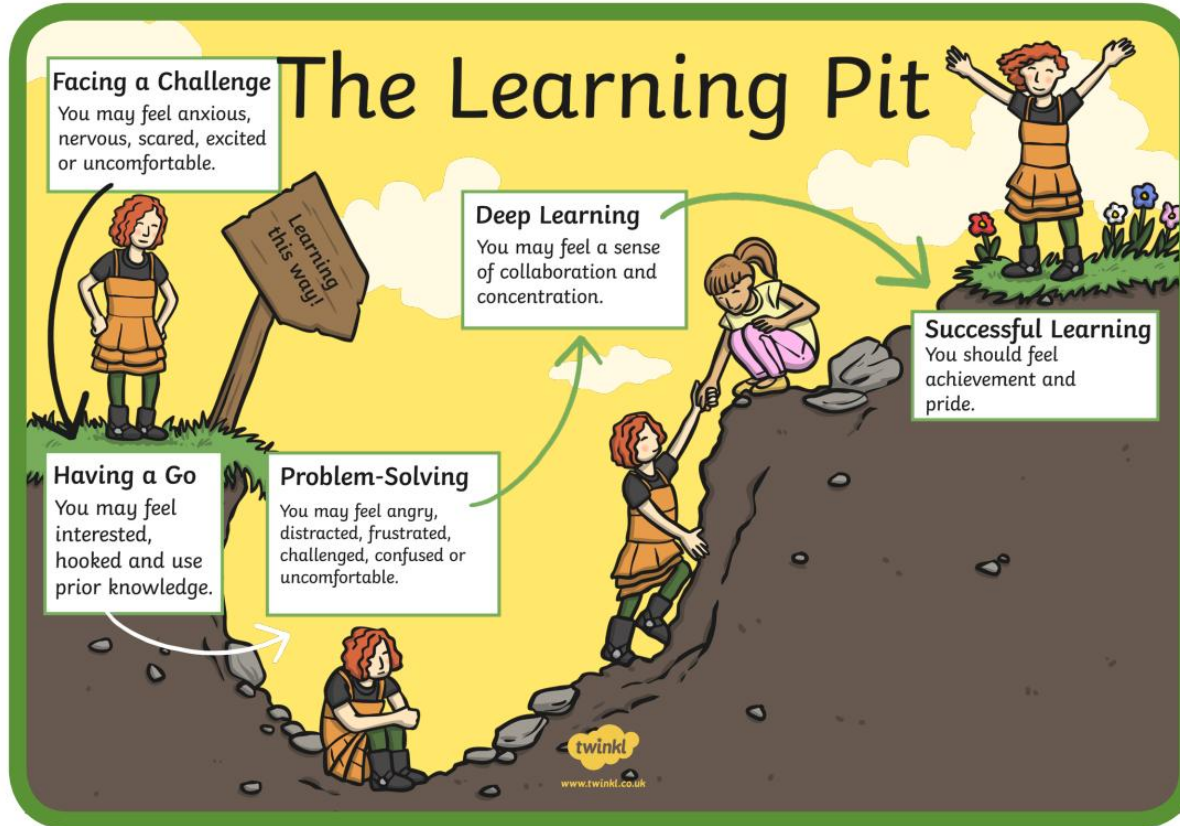 The Learning Pit
Facing a Challenge
You may feel anxious,
nervous, scared, excited
or uncomfortable.
Learning
this way!
Having a Go
You may feel
interested,
hooked and use
prior knowledge.
Problem-Solving
You may feel angry,
distracted, frustrated,
challenged, confused or
uncomfortable.
Deep Learning
You may feel a sense
of collaboration and
concentration.
Successful Learning
You should feel
achievement and
pride.
twinkl
www.twinkl.co.uk